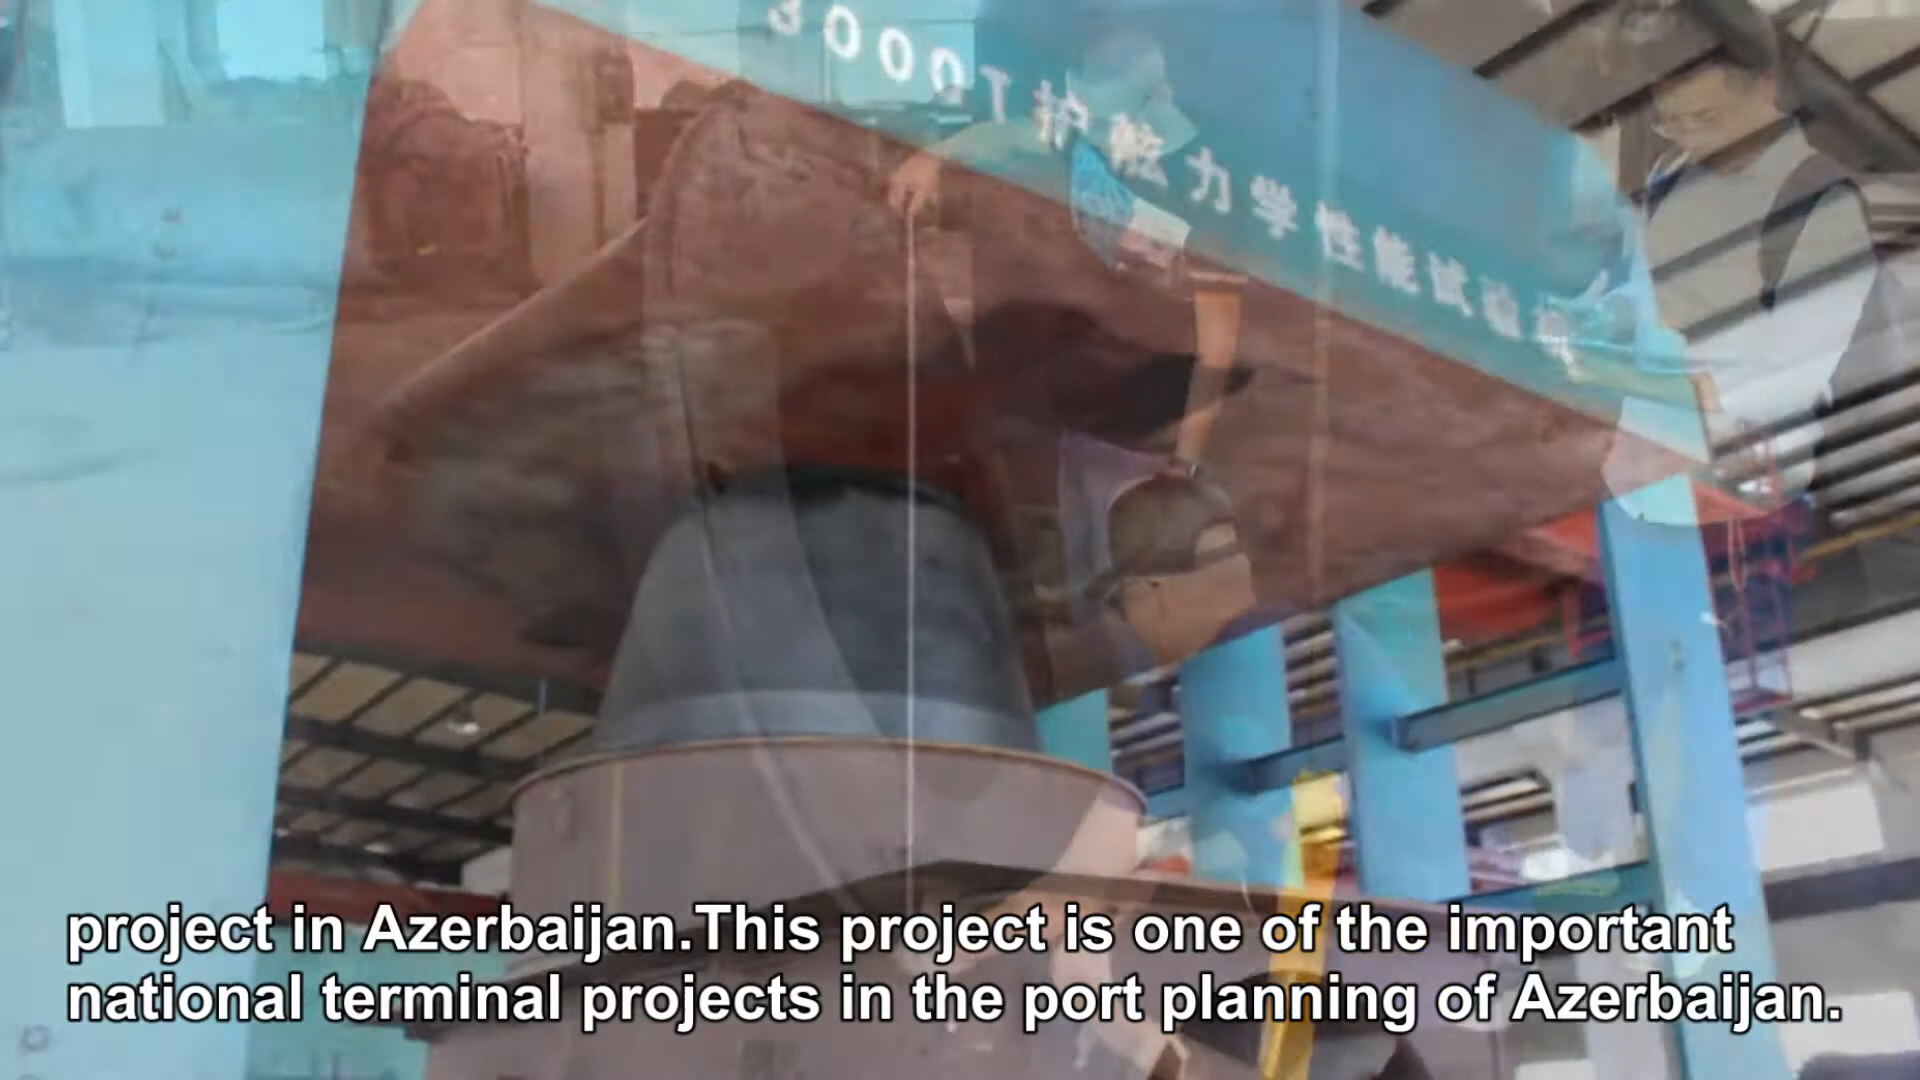 3000T护舷力学性能试验机
project in Azerbaijan.This project is one of the important
national terminal projects in the port planning of Azerbaijan.